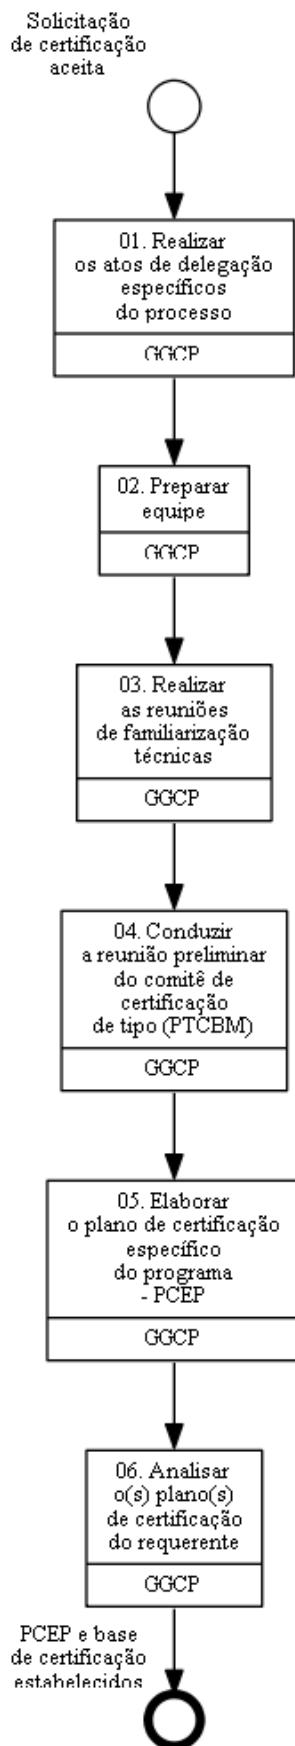 Solicitação
de certificação
aceita
01. Realizar
os atos de delegação
específicos
do processo
GGCP
02. Preparar
equipe
GGCP
03. Realizar
as reuniões
de familiarização
técnicas
GGCP
04. Conduzir
a reunião preliminar
do comitê de
certificação
de tipo (PTCBM)
GGCP
05. Elaborar
o plano de certificação
específico
do programa
- PCEP
GGCP
06. Analisar
o(s) plano(s)
de certificação
do requerente
GGCP
PCEP e base
de certificação
estabelecidos